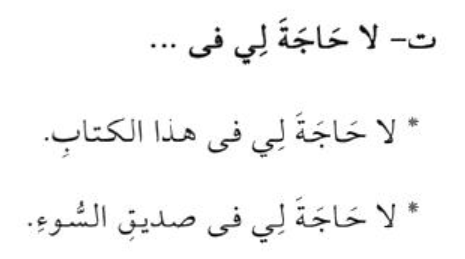 ت- لا حَاجَةَ لِي فى ...
* لا حَاجَةَ لِي فى هذا الكتابِ.
* لا حَاجَةَ لِي فى صديقِ السُّوءِ.